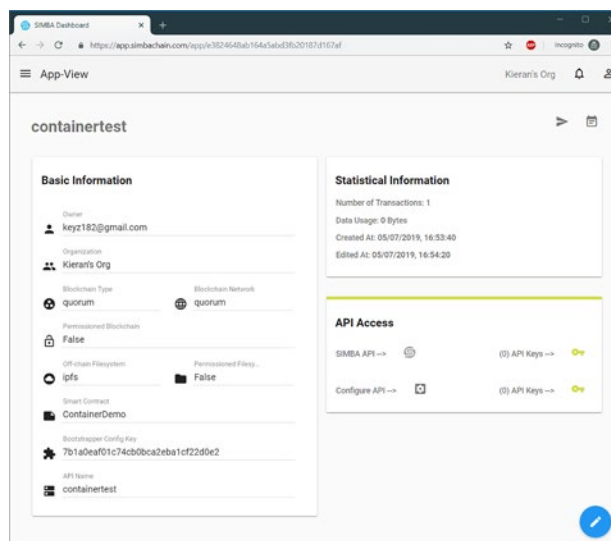 SIMBA Dashboard
https://app.simbachain.com/app/e3824648ab164a5abd3fb20187d167af
Incognito
App-View
Kieran's Org
containertest
Basic Information
Owner
keyz182@gmail.com
Organization
Kieran's Org
Blockchain Type
Blockchain Network
quorum
quorum
Permissioned Blockchain
False
Off-chain Filesystem
Permissioned Filesy...
ipfs
False
Smart Contract
ContainerDemo
Bootstrapper Config Key
7b1a0eaf01c74cb0bca2eba1cf22d0e2
API Name
containertest
Statistical Information
Number of Transactions: 1
Data Usage: 0 Bytes
Created At: 05/07/2019, 16:53:40
Edited At: 05/07/2019, 16:54:20
API Access
SIMBA API -->
(0) API Keys -->
Configure API -->
(0) API Keys -->